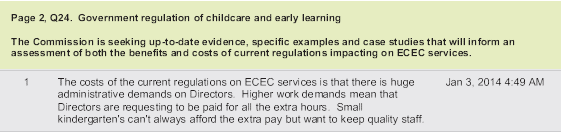 Page 2, Q24. Government regulation of childcare and early learning
The Commission is seeking up-to-date evidence, specific examples and case studies that will inform an
assessment of both the benefits and costs of current regulations impacting on ECEC services.
1 The costs of the current regulations on ECEC services is that there is huge Jan 3, 2014 4:49 AM
administrative demands on Directors. Higher work demands mean that
Directors are requesting to be paid for all the extra hours. Small
kindergarten's can't always afford the extra pay but want to keep quality staff.